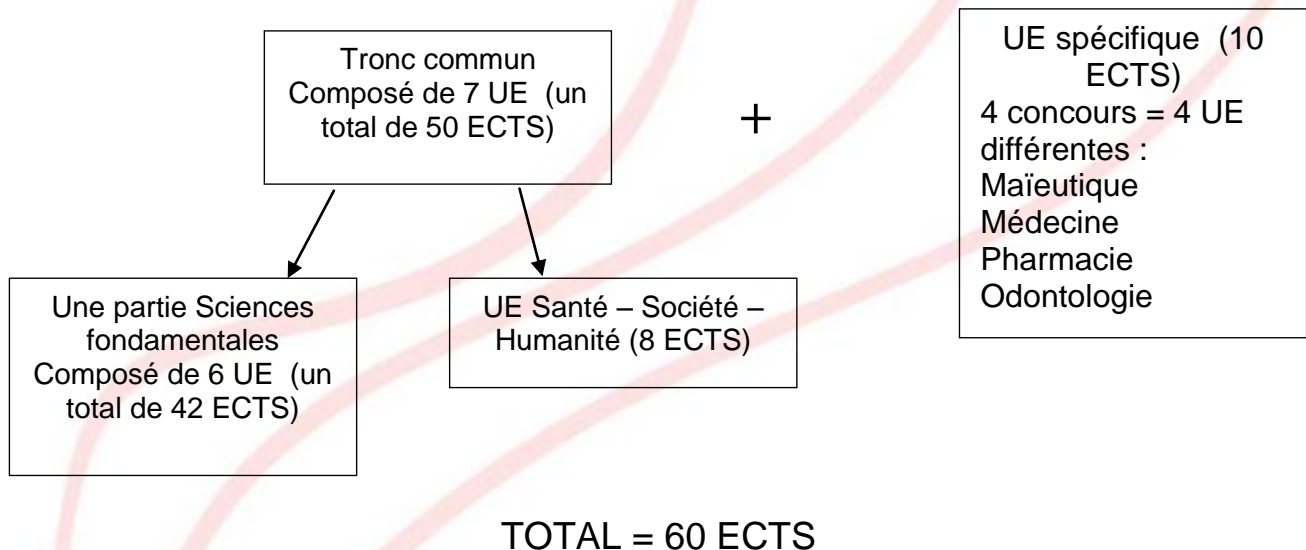 Tronc commun
Composé de 7 UE (un
total de 50 ECTS)
+
UE spécifique (10
ECTS)
4 concours = 4 UE
différentes :
Maïeutique
Médecine
Pharmacie
Odontologie
Une partie Sciences
fondamentales
Composé de 6 UE (un
total de 42 ECTS)
UE Santé – Société –
Humanité (8 ECTS)
TOTAL = 60 ECTS